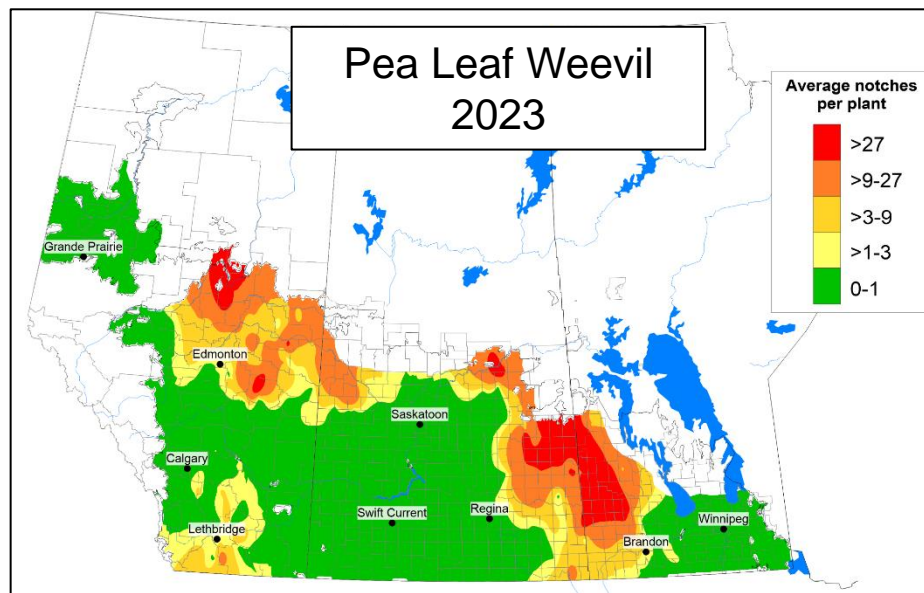 Pea Leaf Weevil
2023
Average notches
per plant
>27
>9-27
>3-9
>1-3
0-1
Grande Prairie
Edmonton
Saskatoon
Calgary
Swift Current
Regina
Winnipeg
Lethbridge
Brandon